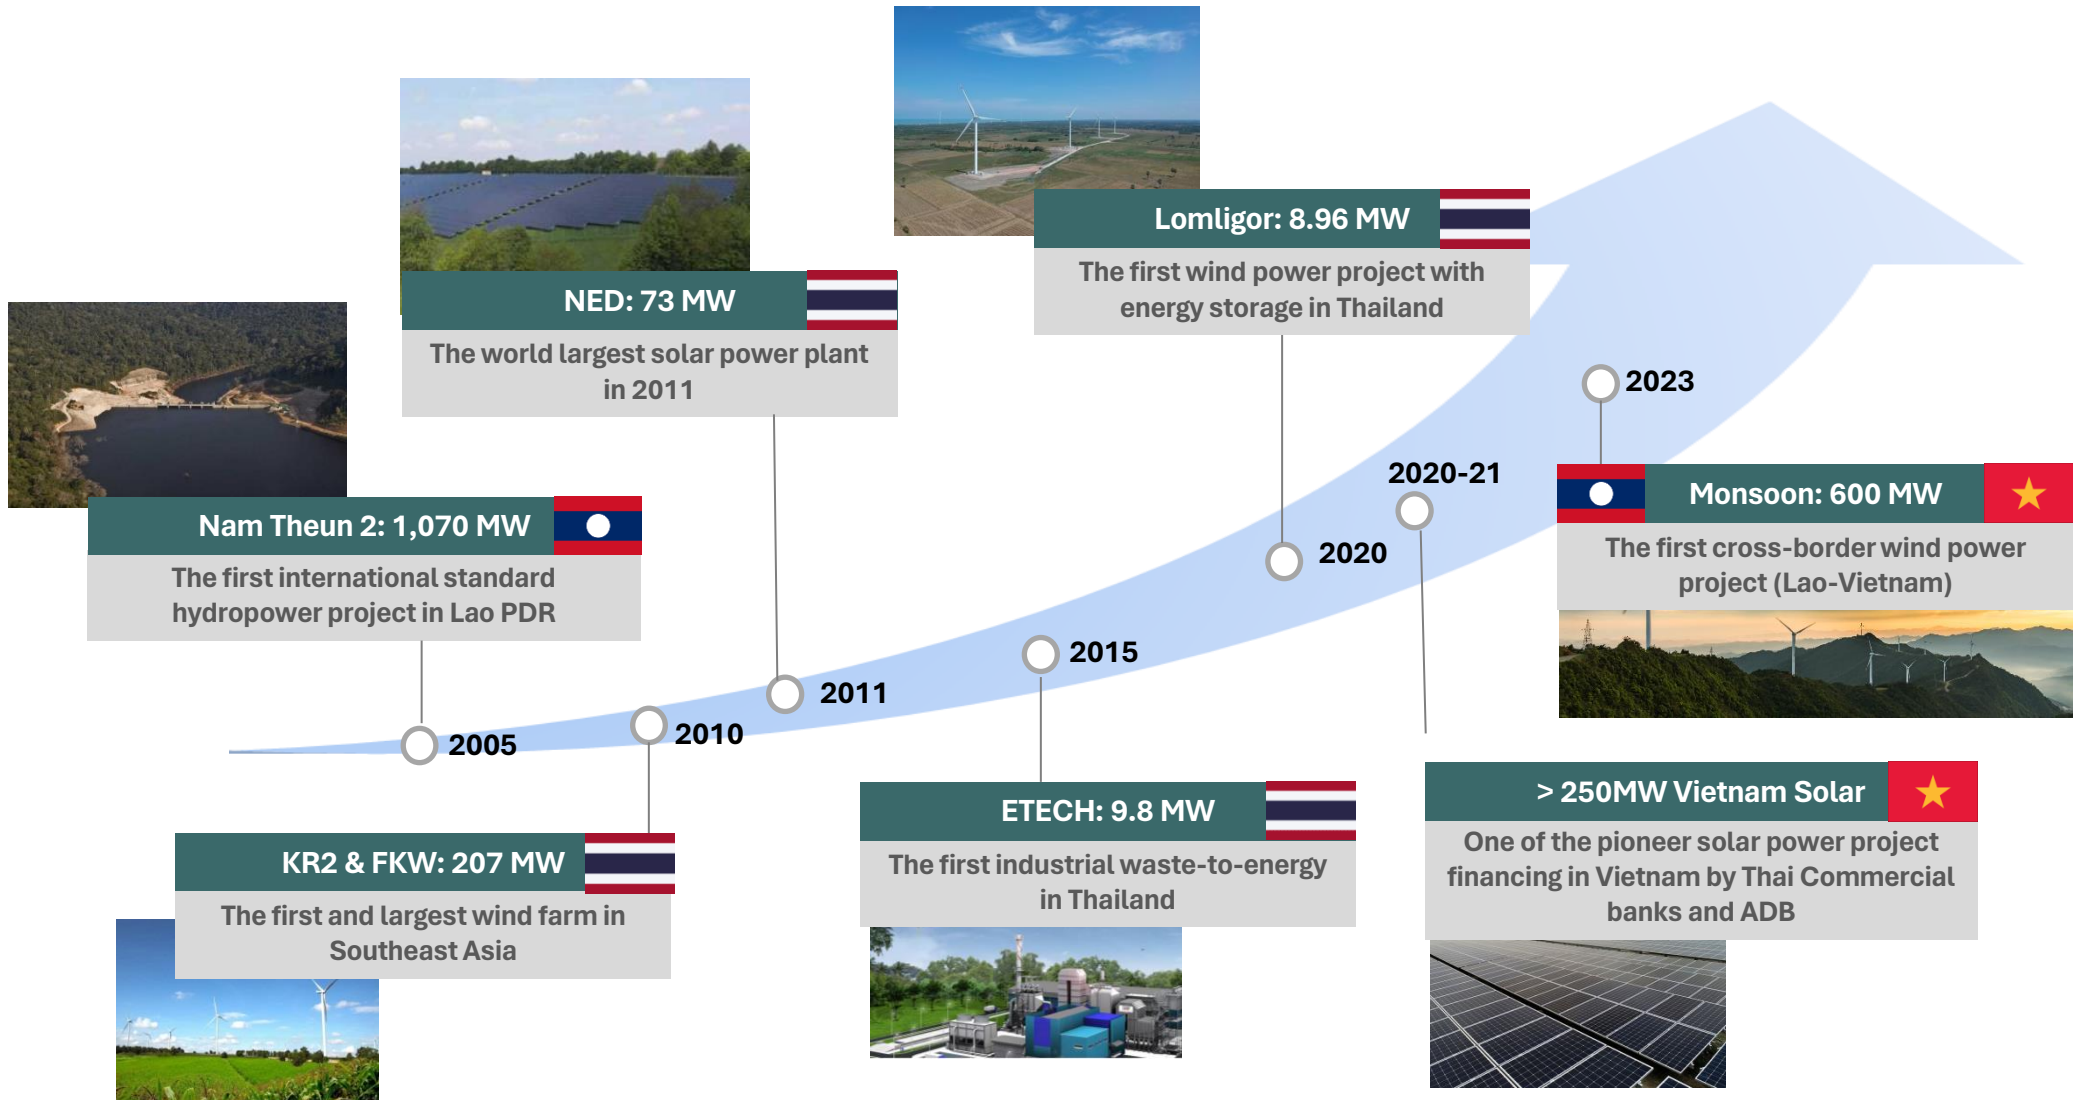 Lomligor: 8.96 MW
The first wind power project with
energy storage in Thailand
NED: 73 MW
The world largest solar power plant
in 2011
2023
2020-21
Monsoon: 600 MW
The first cross-border wind power
project (Lao-Vietnam)
Nam Theun 2: 1,070 MW
The first international standard
hydropower project in Lao PDR
2020
2015
2011
2010
2005
KR2 & FKW: 207 MW
The first and largest wind farm in
Southeast Asia
ETECH: 9.8 MW
The first industrial waste-to-energy
in Thailand
> 250MW Vietnam Solar
One of the pioneer solar power project
financing in Vietnam by Thai Commercial
banks and ADB